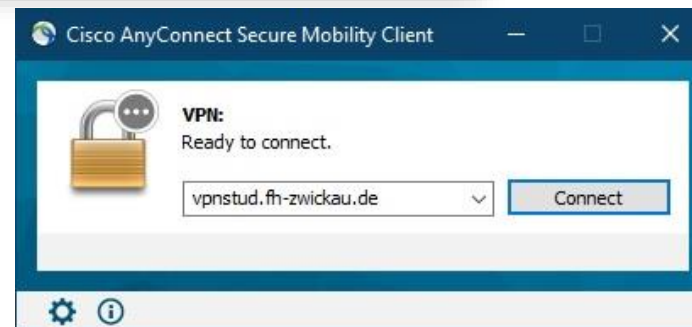 Cisco AnyConnect Secure Mobility Client
VPN:
Ready to connect.
vpnstud.fh-zwickau.de
Connect